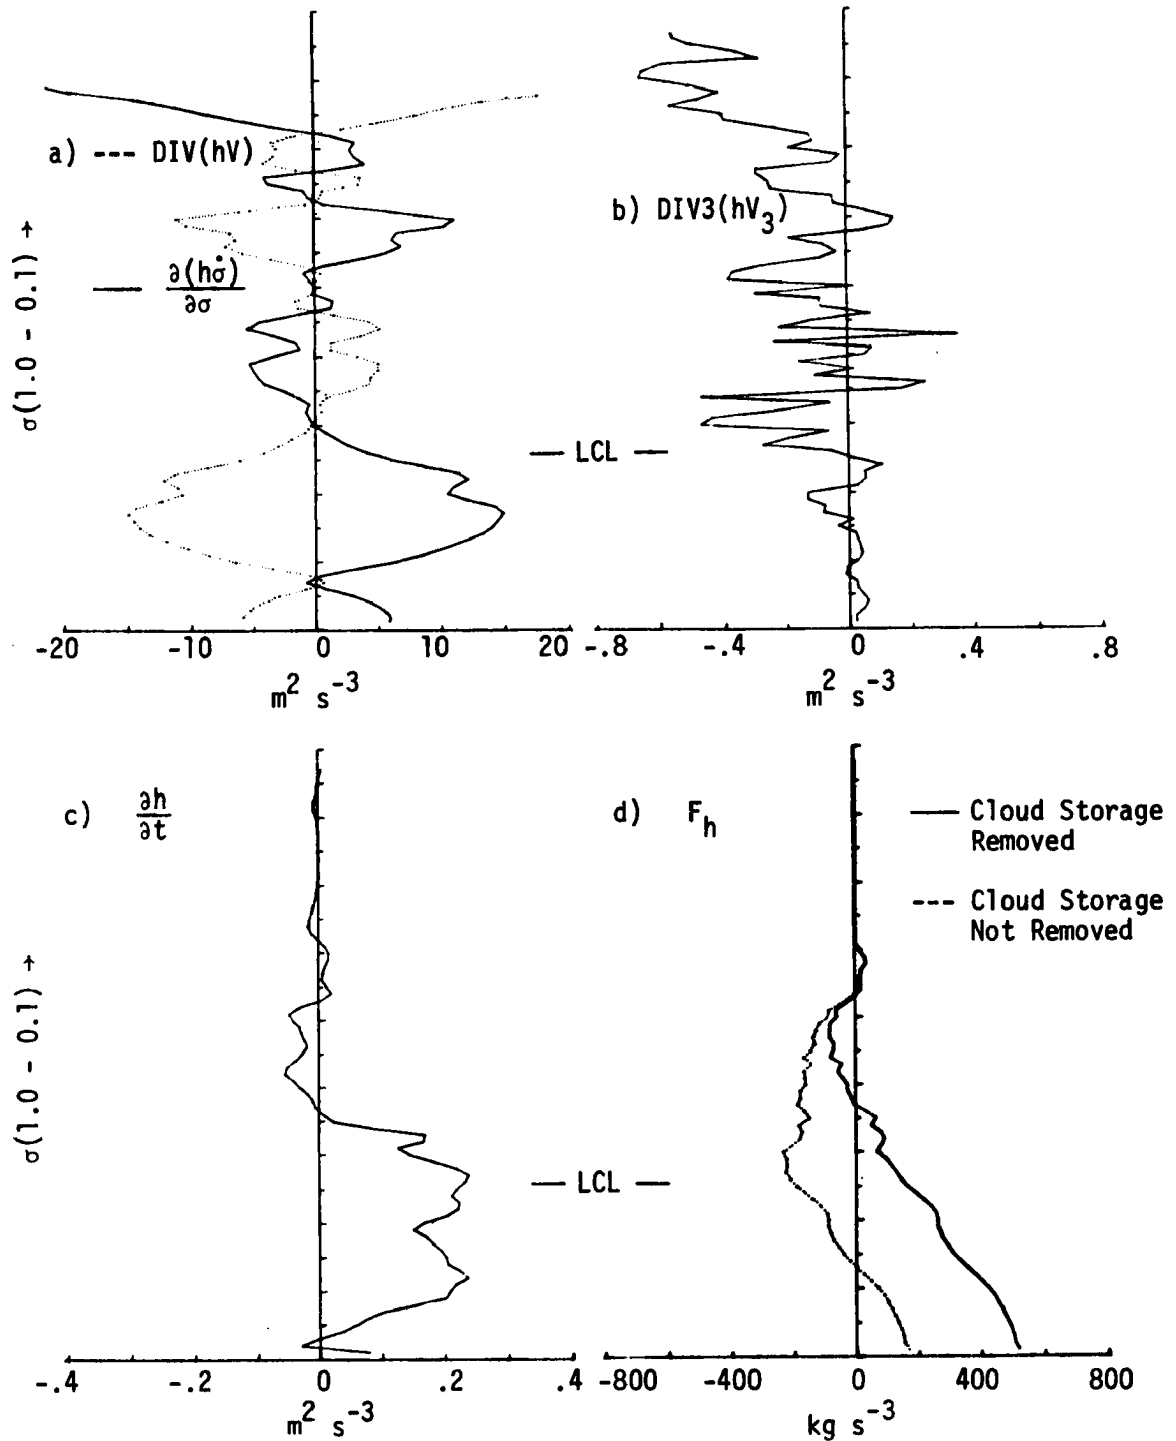 a) --- DIV(hV)
— ∂(hσ̇)
∂σ
σ(1.0 - 0.1) →
-20 -10 0 10 20
m² s⁻³
b) DIV3(hV₃)
— LCL —
-.8 -.4 0 .4 .8
m² s⁻³
c) ∂h
∂t
σ(1.0 - 0.1) →
-.4 -.2 0 .2 .4
m² s⁻³
d) Fₕ
— Cloud Storage
Removed
--- Cloud Storage
Not Removed
— LCL —
-800 -400 0 400 800
kg s⁻³